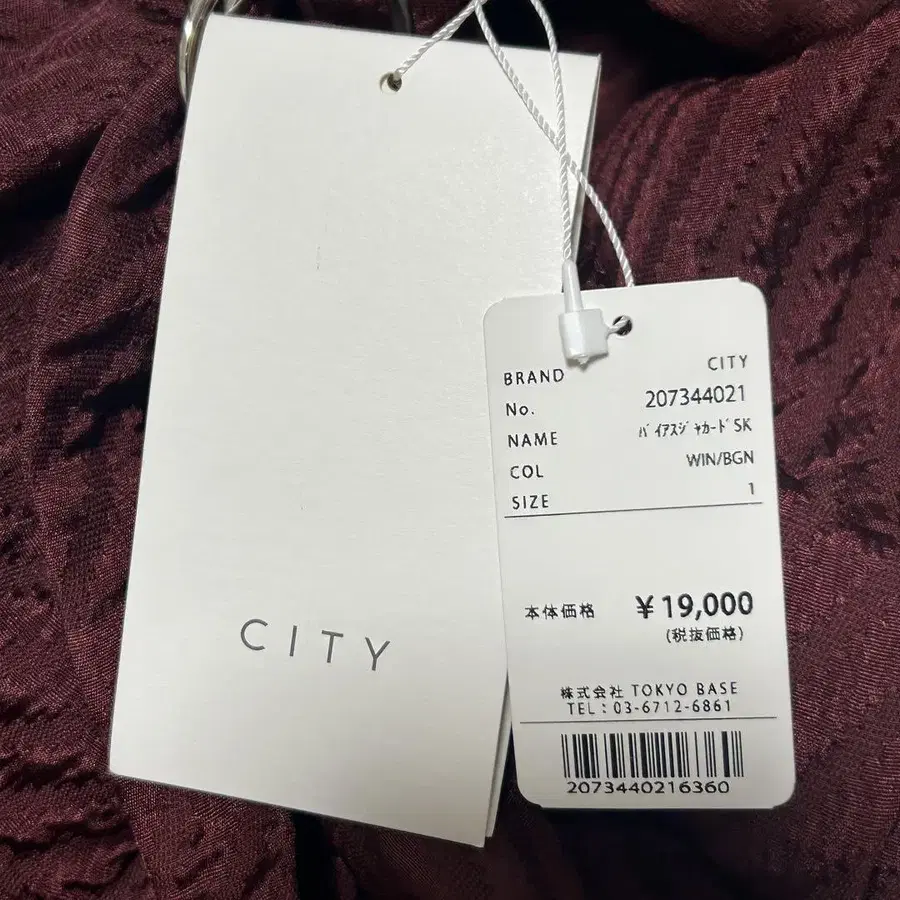 CITY
BRAND CITY
No. 207344021
NAME ﾊﾞｲｱｽｼﾞｬｶｰﾄﾞSK
COL WIN/BGN
SIZE 1
本体価格 ¥19,000
(税抜価格)
株式会社 TOKYO BASE
TEL：03-6712-6861
2073440216360